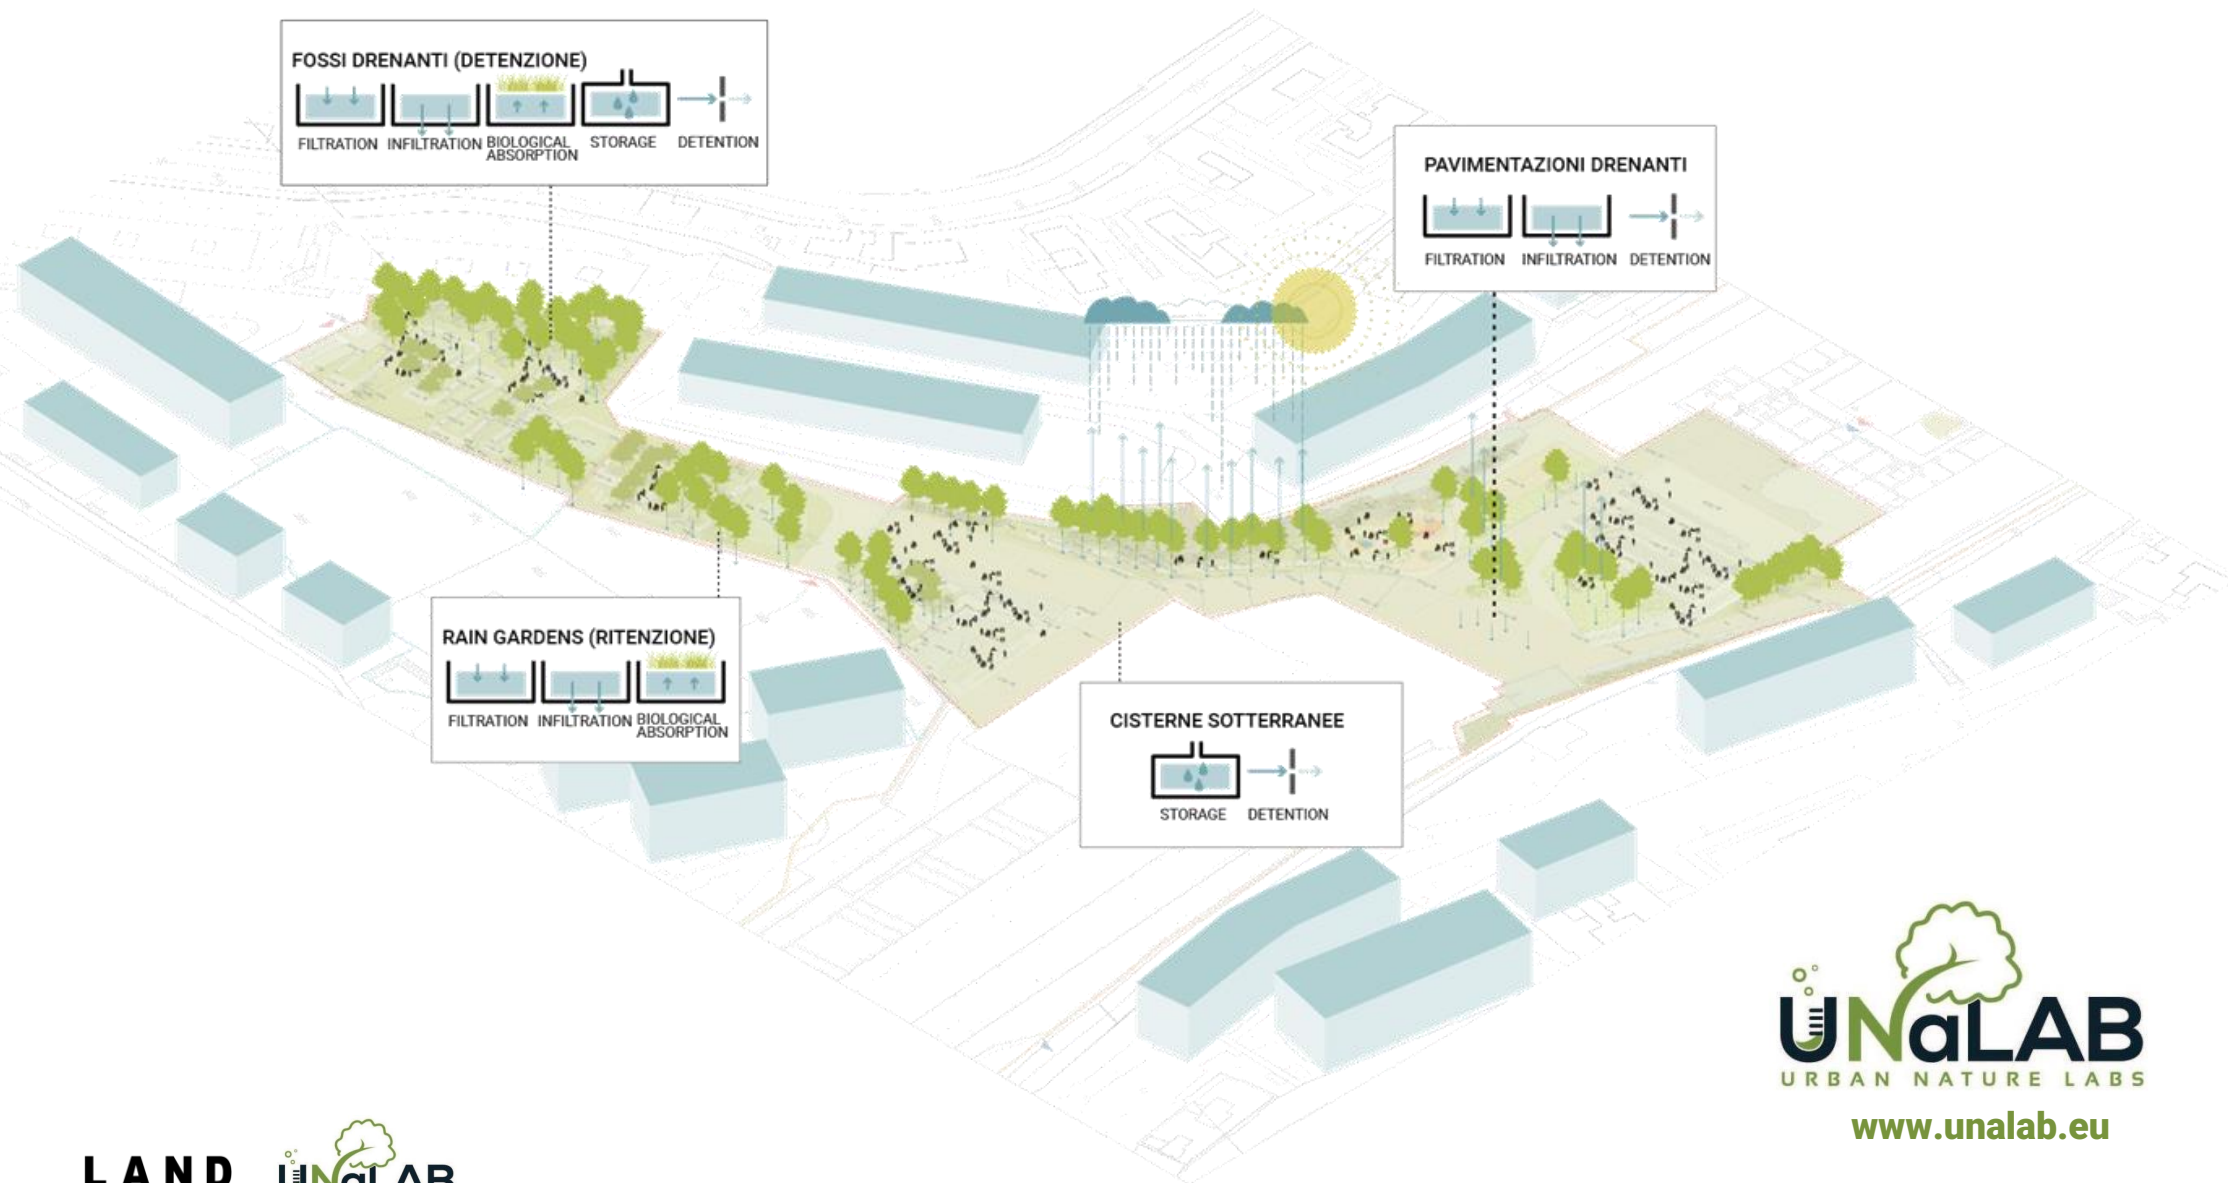 FOSSI DRENANTI (DETENZIONE)
FILTRATION INFILTRATION BIOLOGICAL ABSORPTION STORAGE DETENTION
PAVIMENTAZIONI DRENANTI
FILTRATION INFILTRATION DETENTION
RAIN GARDENS (RITENZIONE)
FILTRATION INFILTRATION BIOLOGICAL ABSORPTION
CISTERNE SOTTERRANEE
STORAGE DETENTION
UNaLAB
URBAN NATURE LABS
www.unalab.eu
LAND UNaLAB